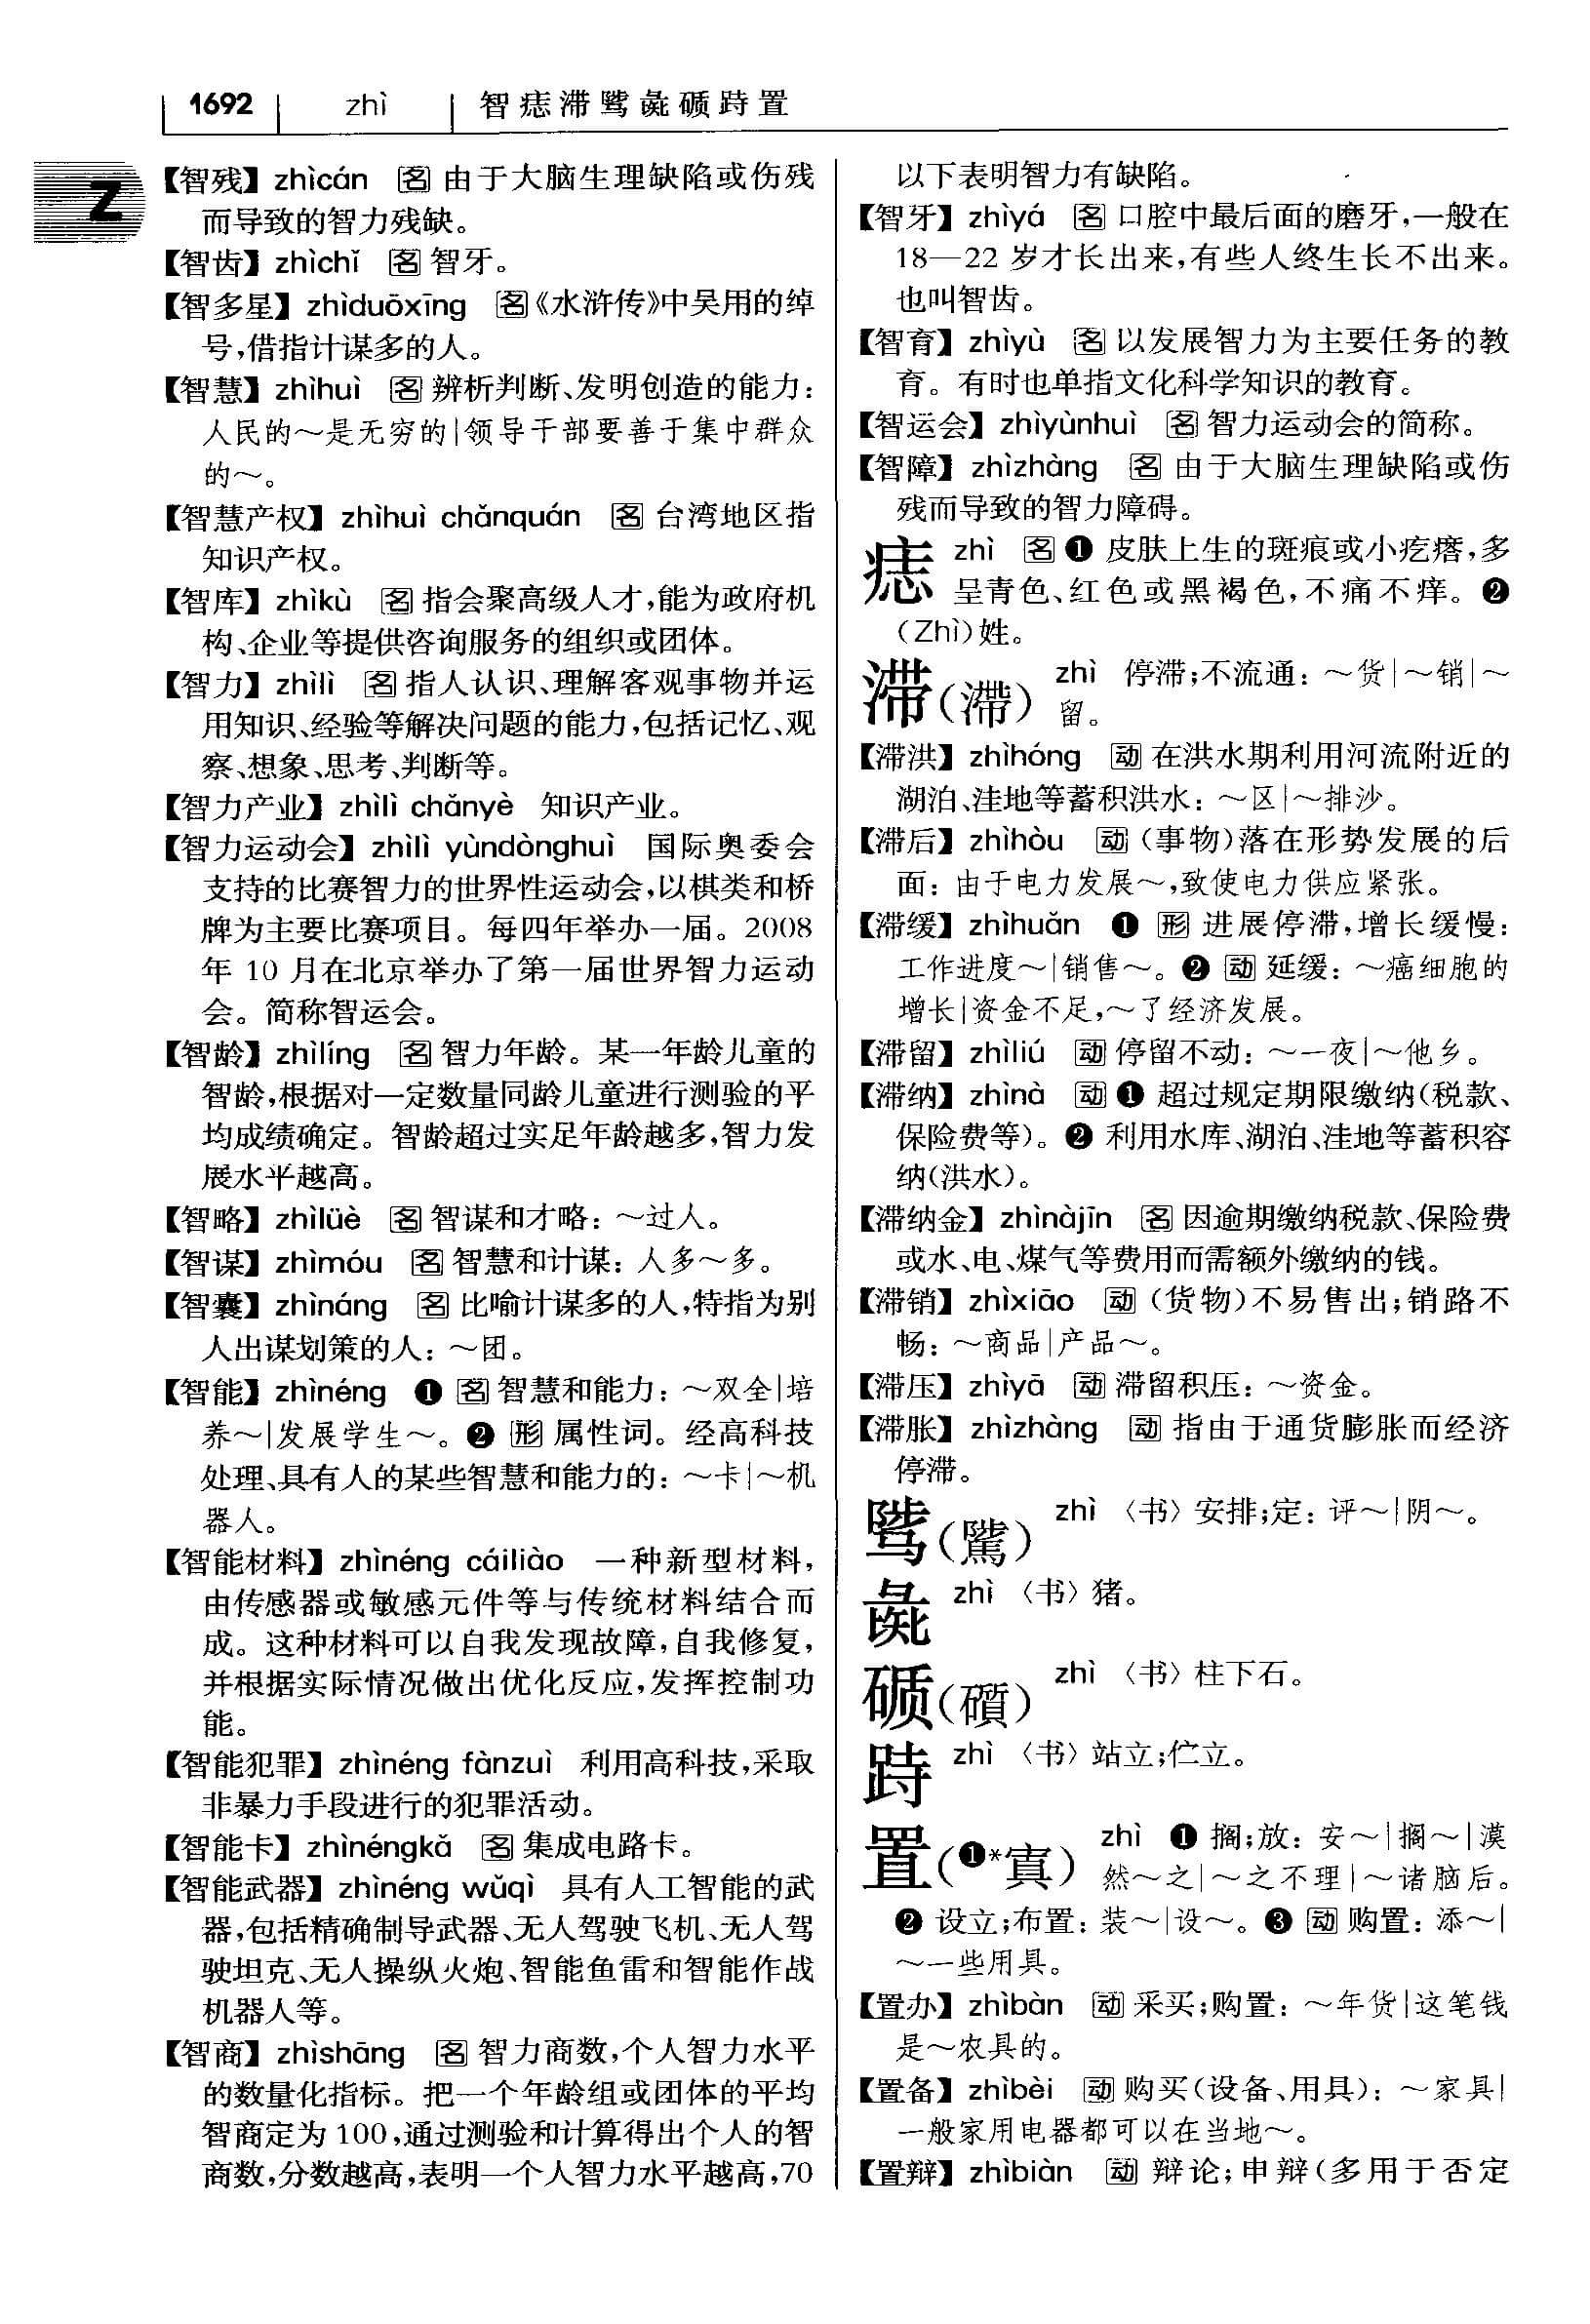 1692 zhì 智痣滞骘彘礩跱置
Z
【智残】 zhìcán 名 由于大脑生理缺陷或伤残
而导致的智力残缺。
【智齿】 zhìchǐ 名 智牙。
【智多星】 zhìduōxīng 名《水浒传》中吴用的绰
号,借指计谋多的人。
【智慧】 zhìhuì 名 辨析判断、发明创造的能力:
人民的～是无穷的|领导干部要善于集中群众
的～。
【智慧产权】 zhìhuì chǎnquán 名 台湾地区指
知识产权。
【智库】 zhìkù 名 指会聚高级人才,能为政府机
构、企业等提供咨询服务的组织或团体。
【智力】 zhìlì 名 指人认识、理解客观事物并运
用知识、经验等解决问题的能力,包括记忆、观
察、想象、思考、判断等。
【智力产业】 zhìlì chǎnyè 知识产业。
【智力运动会】 zhìlì yùndònghuì 国际奥委会
支持的比赛智力的世界性运动会,以棋类和桥
牌为主要比赛项目。每四年举办一届。2008
年 10 月在北京举办了第一届世界智力运动
会。简称智运会。
【智龄】 zhìlíng 名 智力年龄。某一年龄儿童的
智龄,根据对一定数量同龄儿童进行测验的平
均成绩确定。智龄超过实足年龄越多,智力发
展水平越高。
【智略】 zhìlüè 名 智谋和才略: ～过人。
【智谋】 zhìmóu 名 智慧和计谋: 人多～多。
【智囊】 zhìnáng 名 比喻计谋多的人,特指为别
人出谋划策的人: ～团。
【智能】 zhìnéng ❶ 名 智慧和能力: ～双全|培
养～|发展学生～。❷ 形 属性词。经高科技
处理、具有人的某些智慧和能力的: ～卡|～机
器人。
【智能材料】 zhìnéng cáiliào 一种新型材料,
由传感器或敏感元件等与传统材料结合而
成。这种材料可以自我发现故障,自我修复,
并根据实际情况做出优化反应,发挥控制功
能。
【智能犯罪】 zhìnéng fànzuì 利用高科技,采取
非暴力手段进行的犯罪活动。
【智能卡】 zhìnéngkǎ 名 集成电路卡。
【智能武器】 zhìnéng wǔqì 具有人工智能的武
器,包括精确制导武器、无人驾驶飞机、无人驾
驶坦克、无人操纵火炮、智能鱼雷和智能作战
机器人等。
【智商】 zhìshāng 名 智力商数,个人智力水平
的数量化指标。把一个年龄组或团体的平均
智商定为 100,通过测验和计算得出个人的智
商数,分数越高,表明一个人智力水平越高,70
以下表明智力有缺陷。
【智牙】 zhìyá 名 口腔中最后面的磨牙,一般在
18—22 岁才长出来,有些人终生长不出来。
也叫智齿。
【智育】 zhìyù 名 以发展智力为主要任务的教
育。有时也单指文化科学知识的教育。
【智运会】 zhìyùnhuì 名 智力运动会的简称。
【智障】 zhìzhàng 名 由于大脑生理缺陷或伤
残而导致的智力障碍。
痣 zhì 名 ❶ 皮肤上生的斑痕或小疙瘩,多
呈青色、红色或黑褐色,不痛不痒。❷
(Zhì)姓。
滞(滯) zhì 停滞;不流通: ～货|～销|～
留。
【滞洪】 zhìhóng 动 在洪水期利用河流附近的
湖泊、洼地等蓄积洪水: ～区|～排沙。
【滞后】 zhìhòu 动 (事物)落在形势发展的后
面: 由于电力发展～,致使电力供应紧张。
【滞缓】 zhìhuǎn ❶ 形 进展停滞,增长缓慢:
工作进度～|销售～。❷ 动 延缓: ～癌细胞的
增长|资金不足,～了经济发展。
【滞留】 zhìliú 动 停留不动: ～一夜|～他乡。
【滞纳】 zhìnà 动 ❶ 超过规定期限缴纳(税款、
保险费等)。❷ 利用水库、湖泊、洼地等蓄积容
纳(洪水)。
【滞纳金】 zhìnàjīn 名 因逾期缴纳税款、保险费
或水、电、煤气等费用而需额外缴纳的钱。
【滞销】 zhìxiāo 动 (货物)不易售出;销路不
畅: ～商品|产品～。
【滞压】 zhìyā 动 滞留积压: ～资金。
【滞胀】 zhìzhàng 动 指由于通货膨胀而经济
停滞。
骘(騭) zhì 〈书〉 安排;定: 评～|阴～。
彘 zhì 〈书〉 猪。
礩(礩) zhì 〈书〉 柱下石。
跱 zhì 〈书〉 站立;伫立。
置(❶*寘) zhì ❶ 搁;放: 安～|搁～|漠
然～之|～之不理|～诸脑后。
❷ 设立;布置: 装～|设～。❸ 动 购置: 添～|
～一些用具。
【置办】 zhìbàn 动 采买;购置: ～年货|这笔钱
是～农具的。
【置备】 zhìbèi 动 购买(设备、用具): ～家具|
一般家用电器都可以在当地～。
【置辩】 zhìbiàn 动 辩论;申辩(多用于否定